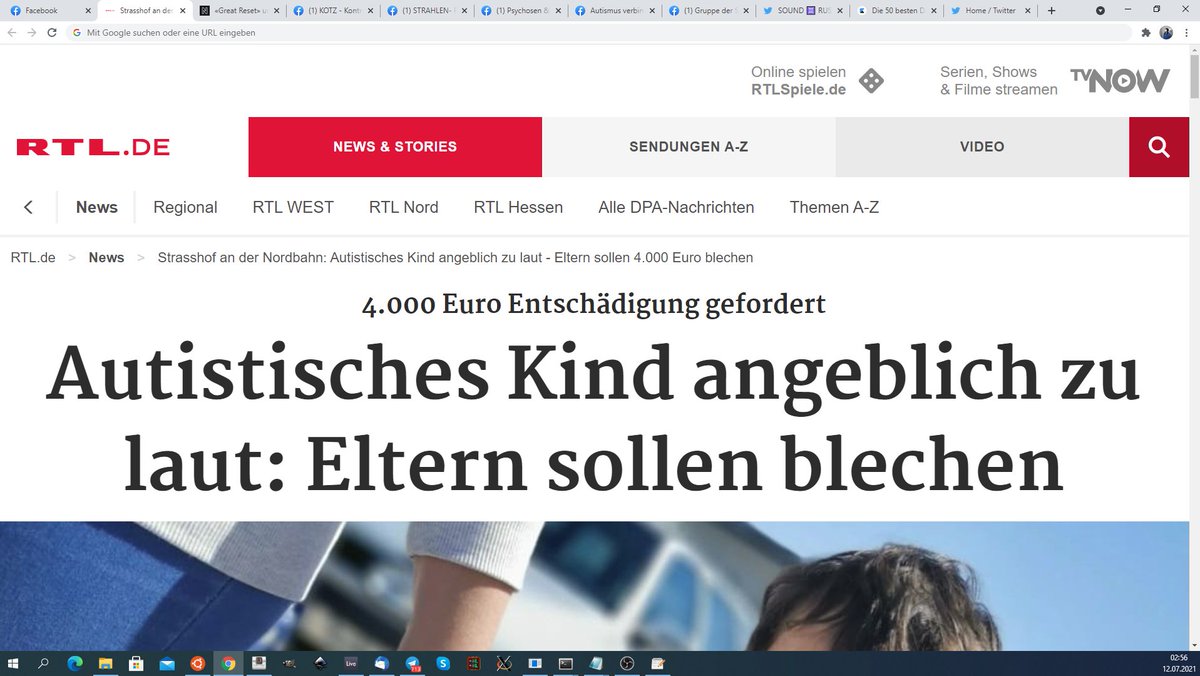 Facebook
Strasshof an der
«Great Reset» u
(1) KOTZ - Kont
(1) STRAHLEN-
(1) Psychosen &
Autismus verbin
(1) Gruppe der
SOUND RUS
Die 50 besten D
Home / Twitter
Mit Google suchen oder eine URL eingeben
Online spielen
RTLSpiele.de
Serien, Shows
& Filme streamen
TVNOW
RTL.DE
NEWS & STORIES
SENDUNGEN A-Z
VIDEO
News
Regional
RTL WEST
RTL Nord
RTL Hessen
Alle DPA-Nachrichten
Themen A-Z
RTL.de > News > Strasshof an der Nordbahn: Autistisches Kind angeblich zu laut - Eltern sollen 4.000 Euro blechen
4.000 Euro Entschädigung gefordert
Autistisches Kind angeblich zu
laut: Eltern sollen blechen
Live
02:56
12.07.2021